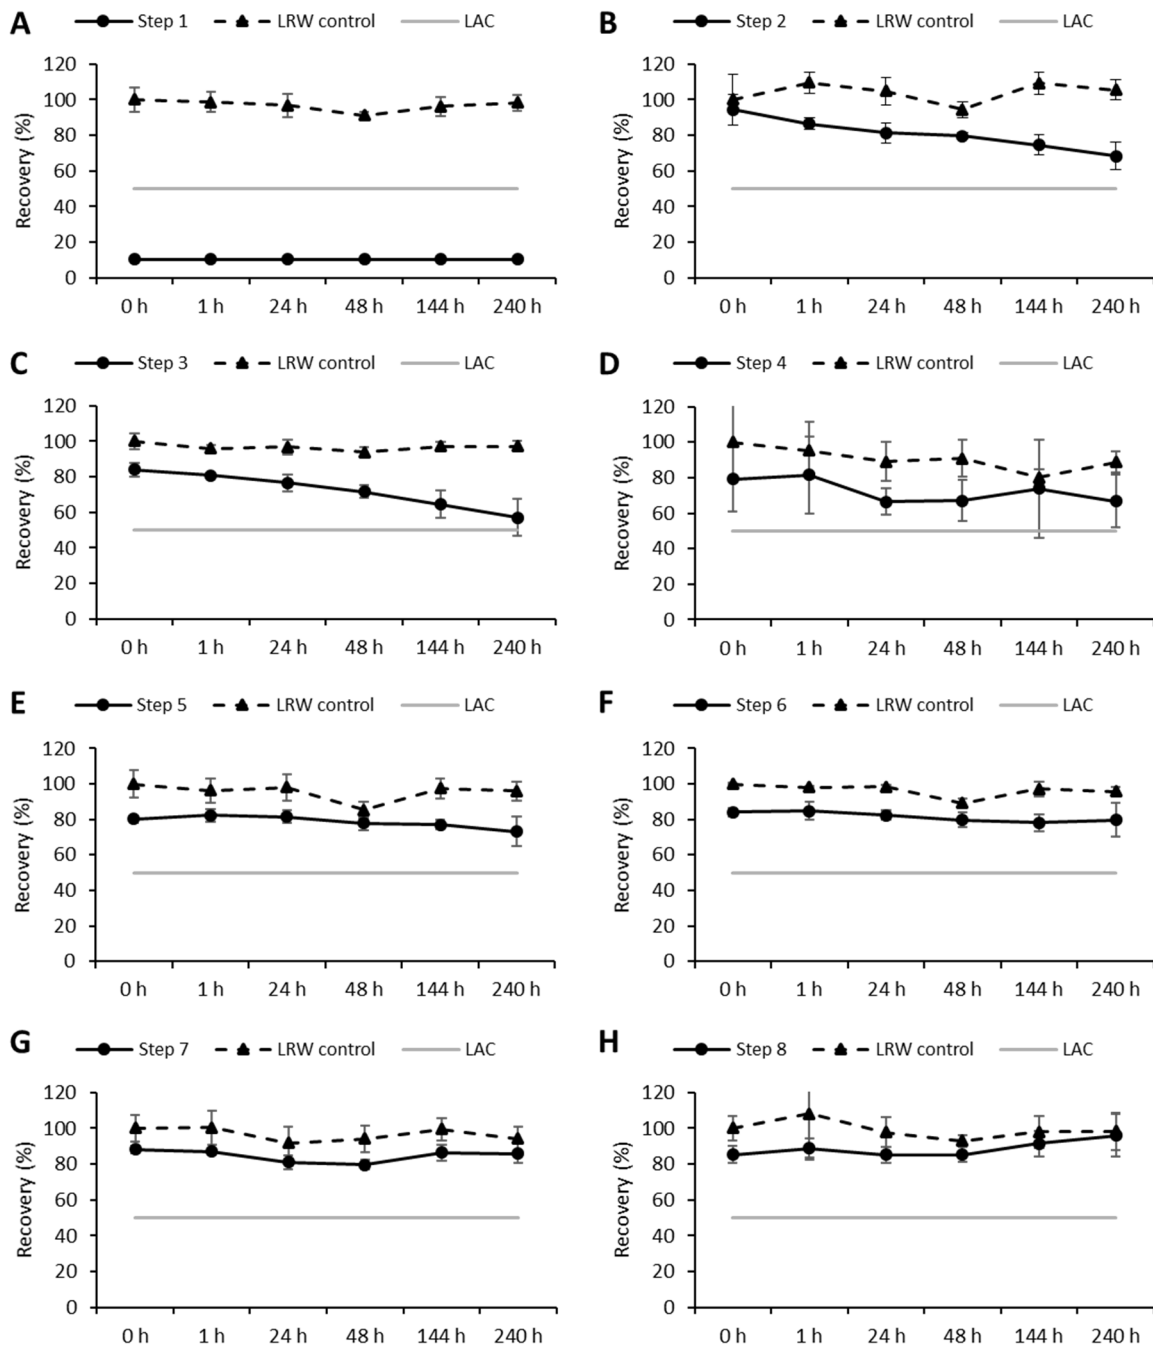 A Step 1 LRW control LAC
Recovery (%)
120
100
80
60
40
20
0
0 h 1 h 24 h 48 h 144 h 240 h
B Step 2 LRW control LAC
Recovery (%)
120
100
80
60
40
20
0
0 h 1 h 24 h 48 h 144 h 240 h
C Step 3 LRW control LAC
Recovery (%)
120
100
80
60
40
20
0
0 h 1 h 24 h 48 h 144 h 240 h
D Step 4 LRW control LAC
Recovery (%)
120
100
80
60
40
20
0
0 h 1 h 24 h 48 h 144 h 240 h
E Step 5 LRW control LAC
Recovery (%)
120
100
80
60
40
20
0
0 h 1 h 24 h 48 h 144 h 240 h
F Step 6 LRW control LAC
Recovery (%)
120
100
80
60
40
20
0
0 h 1 h 24 h 48 h 144 h 240 h
G Step 7 LRW control LAC
Recovery (%)
120
100
80
60
40
20
0
0 h 1 h 24 h 48 h 144 h 240 h
H Step 8 LRW control LAC
Recovery (%)
120
100
80
60
40
20
0
0 h 1 h 24 h 48 h 144 h 240 h